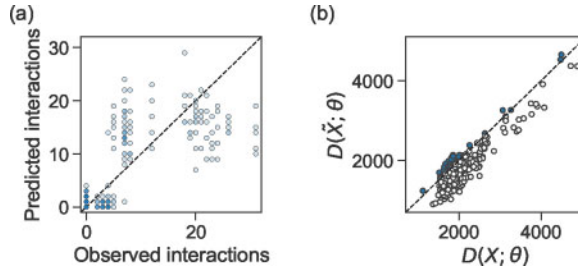 (a)
30
20
10
0
Predicted interactions
0
20
Observed interactions
(b)
4000
2000
D(X̃; θ)
2000
4000
D(X; θ)